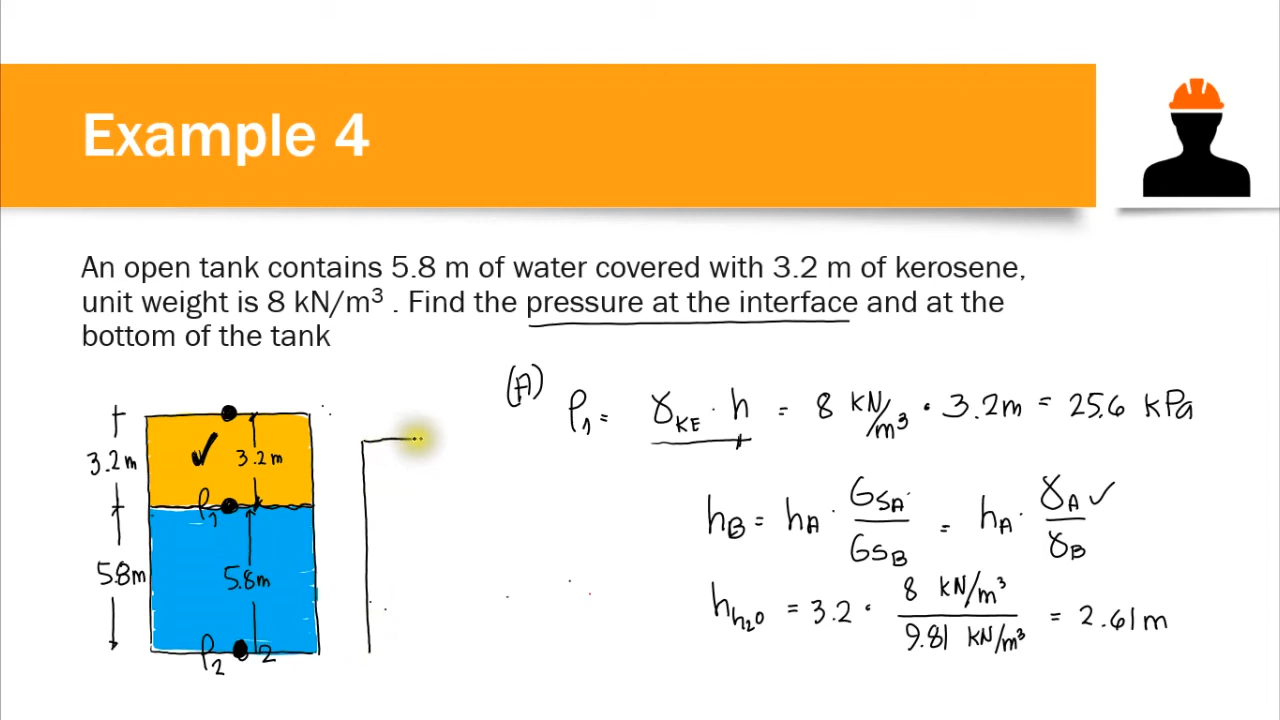 Example 4
An open tank contains 5.8 m of water covered with 3.2 m of kerosene,
unit weight is 8 kN/m³ . Find the pressure at the interface and at the
bottom of the tank
(A)
P₁ = γKE · h = 8 kN/m³ · 3.2m = 25.6 kPa
3.2m
3.2m
P₁
hB = hA · GsA/GsB = hA · γA/γB
5.8m
5.8m
hh₂o = 3.2 · 8 kN/m³ / 9.81 kN/m³ = 2.61m
P₂
2